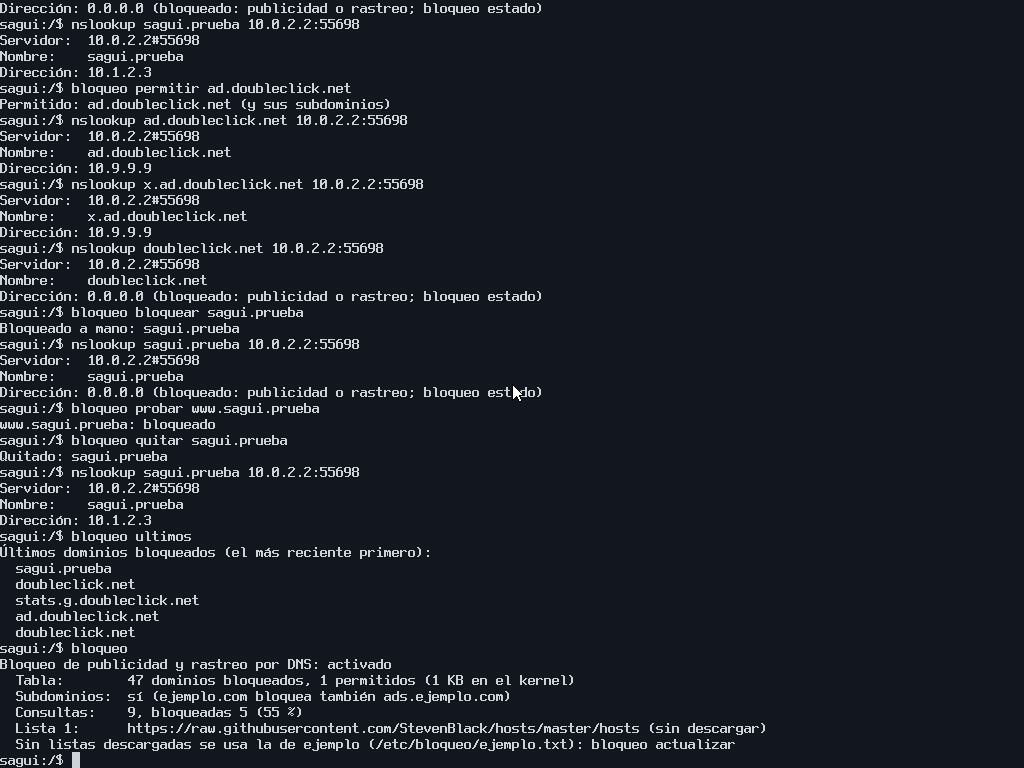 Dirección: 0.0.0.0 (bloqueado: publicidad o rastreo; bloqueo estado)
sagui:/$ nslookup sagui.prueba 10.0.2.2:55698
Servidor:  10.0.2.2#55698
Nombre:    sagui.prueba
Dirección: 10.1.2.3
sagui:/$ bloqueo permitir ad.doubleclick.net
Permitido: ad.doubleclick.net (y sus subdominios)
sagui:/$ nslookup ad.doubleclick.net 10.0.2.2:55698
Servidor:  10.0.2.2#55698
Nombre:    ad.doubleclick.net
Dirección: 10.9.9.9
sagui:/$ nslookup x.ad.doubleclick.net 10.0.2.2:55698
Servidor:  10.0.2.2#55698
Nombre:    x.ad.doubleclick.net
Dirección: 10.9.9.9
sagui:/$ nslookup doubleclick.net 10.0.2.2:55698
Servidor:  10.0.2.2#55698
Nombre:    doubleclick.net
Dirección: 0.0.0.0 (bloqueado: publicidad o rastreo; bloqueo estado)
sagui:/$ bloqueo bloquear sagui.prueba
Bloqueado a mano: sagui.prueba
sagui:/$ nslookup sagui.prueba 10.0.2.2:55698
Servidor:  10.0.2.2#55698
Nombre:    sagui.prueba
Dirección: 0.0.0.0 (bloqueado: publicidad o rastreo; bloqueo estado)
sagui:/$ bloqueo probar www.sagui.prueba
www.sagui.prueba: bloqueado
sagui:/$ bloqueo quitar sagui.prueba
Quitado: sagui.prueba
sagui:/$ nslookup sagui.prueba 10.0.2.2:55698
Servidor:  10.0.2.2#55698
Nombre:    sagui.prueba
Dirección: 10.1.2.3
sagui:/$ bloqueo ultimos
Últimos dominios bloqueados (el más reciente primero):
  sagui.prueba
  doubleclick.net
  stats.g.doubleclick.net
  ad.doubleclick.net
  doubleclick.net
sagui:/$ bloqueo
Bloqueo de publicidad y rastreo por DNS: activado
  Tabla:        47 dominios bloqueados, 1 permitidos (1 KB en el kernel)
  Subdominios:  sí (ejemplo.com bloquea también ads.ejemplo.com)
  Consultas:    9, bloqueadas 5 (55 %)
  Lista 1:      https://raw.githubusercontent.com/StevenBlack/hosts/master/hosts (sin descargar)
  Sin listas descargadas se usa la de ejemplo (/etc/bloqueo/ejemplo.txt): bloqueo actualizar
sagui:/$